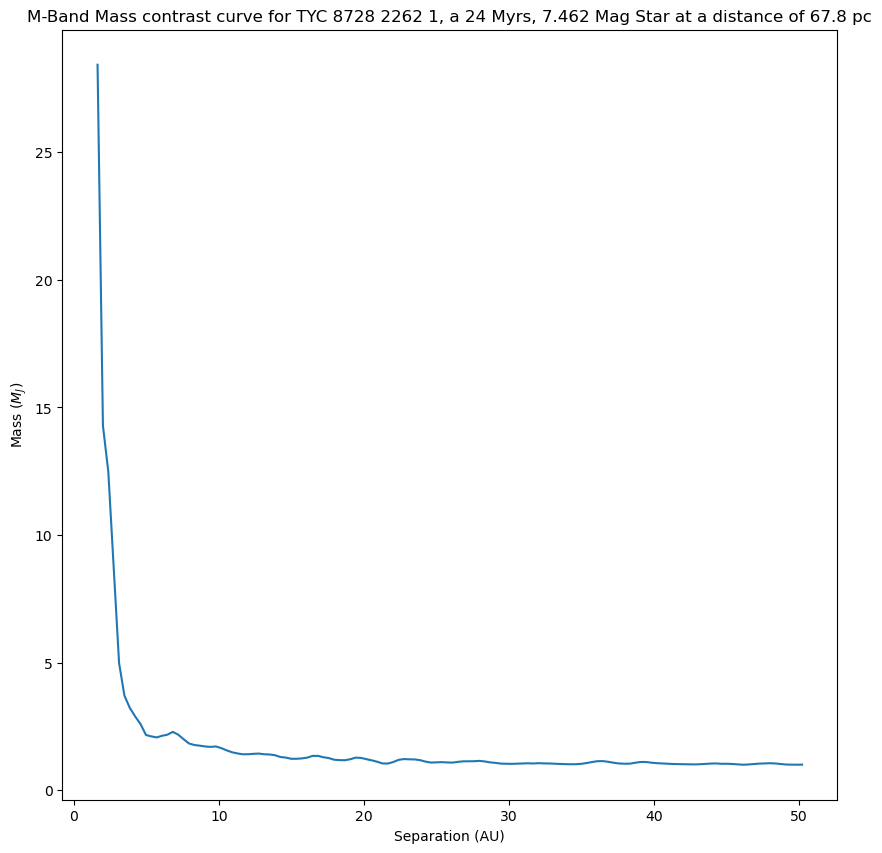 M-Band Mass contrast curve for TYC 8728 2262 1, a 24 Myrs, 7.462 Mag Star at a distance of 67.8 pc
25
20
15
10
5
0
Mass (M_J)
0 10 20 30 40 50
Separation (AU)